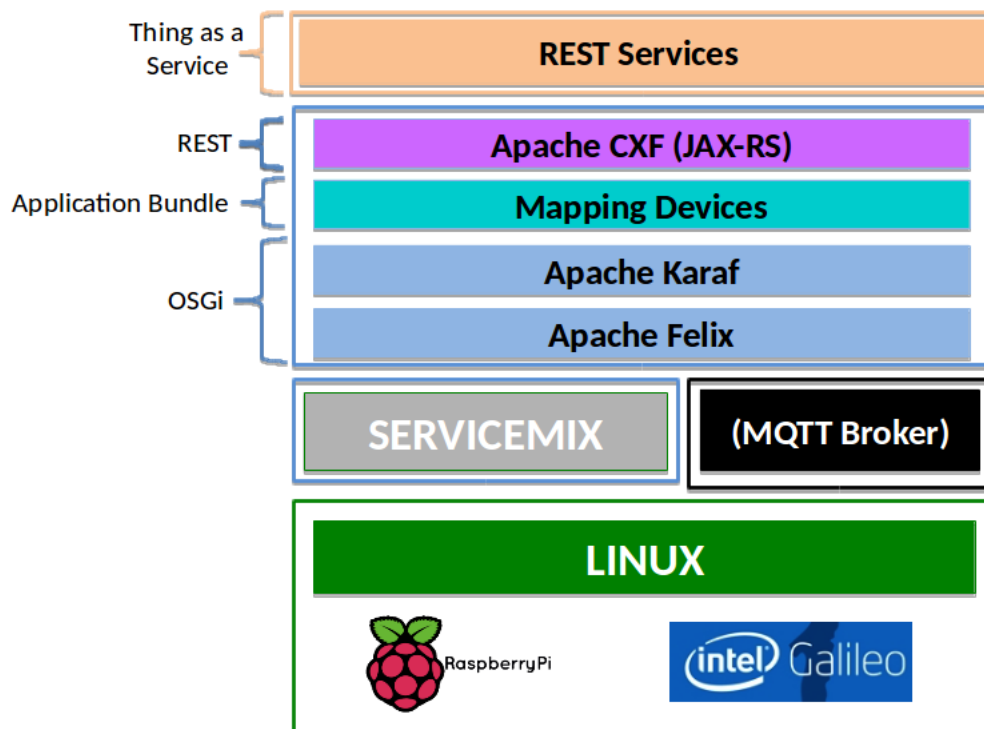 Thing as a
Service
REST Services
REST
Apache CXF (JAX-RS)
Application Bundle
Mapping Devices
OSGi
Apache Karaf
Apache Felix
SERVICEMIX
(MQTT Broker)
LINUX
RaspberryPi
intel Galileo